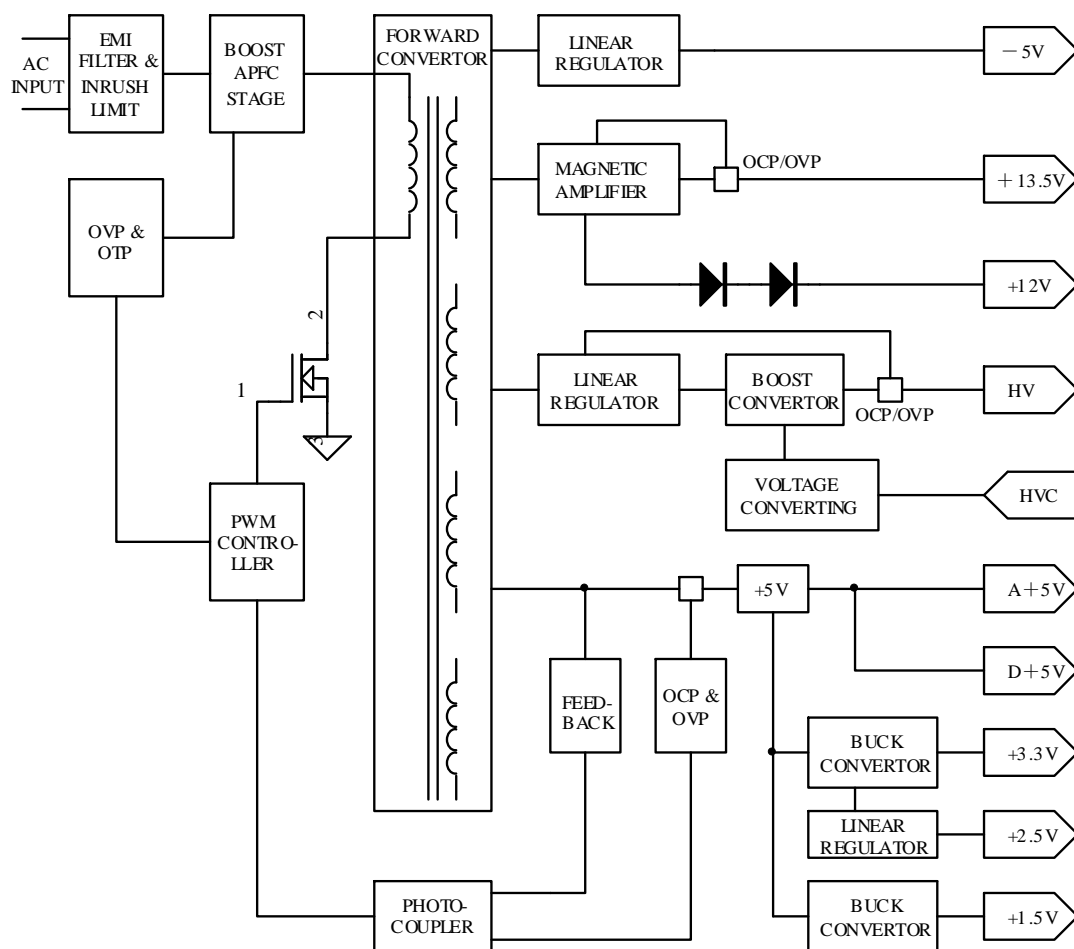 AC
INPUT
EMI
FILTER &
INRUSH
LIMIT
BOOST
APFC
STAGE
FORWARD
CONVERTOR
LINEAR
REGULATOR
－5V
MAGNETIC
AMPLIFIER
OCP/OVP
＋13.5V
OVP &
OTP
+12V
2
1
3
LINEAR
REGULATOR
BOOST
CONVERTOR
OCP/OVP
HV
VOLTAGE
CONVERTING
HVC
PWM
CONTRO-
LLER
+5V
A＋5V
D＋5V
FEED-
BACK
OCP &
OVP
BUCK
CONVERTOR
+3.3V
LINEAR
REGULATOR
+2.5V
PHOTO-
COUPLER
BUCK
CONVERTOR
+1.5V